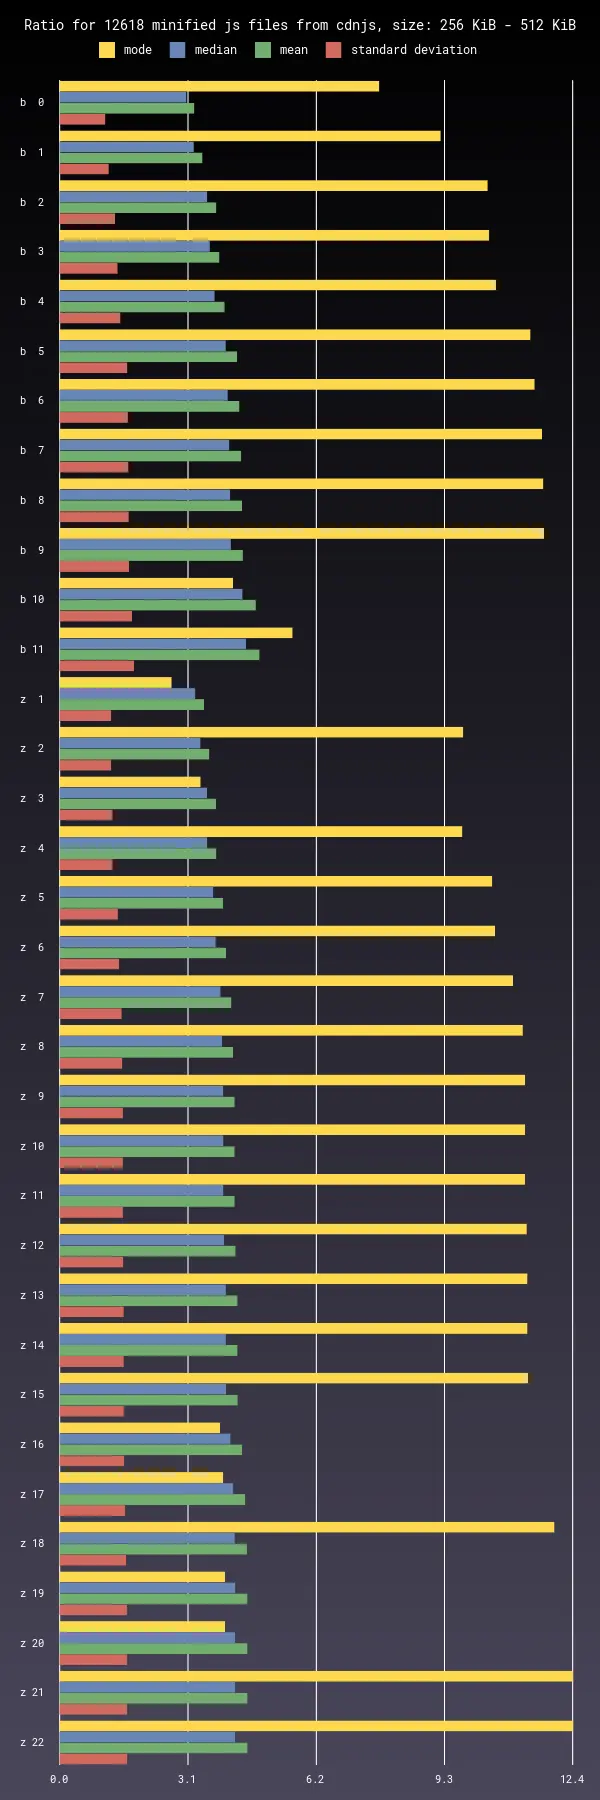 Ratio for 12618 minified js files from cdnjs, size: 256 KiB - 512 KiB
mode median mean standard deviation
b 0
b 1
b 2
b 3
b 4
b 5
b 6
b 7
b 8
b 9
b 10
b 11
z 1
z 2
z 3
z 4
z 5
z 6
z 7
z 8
z 9
z 10
z 11
z 12
z 13
z 14
z 15
z 16
z 17
z 18
z 19
z 20
z 21
z 22
0.0 3.1 6.2 9.3 12.4